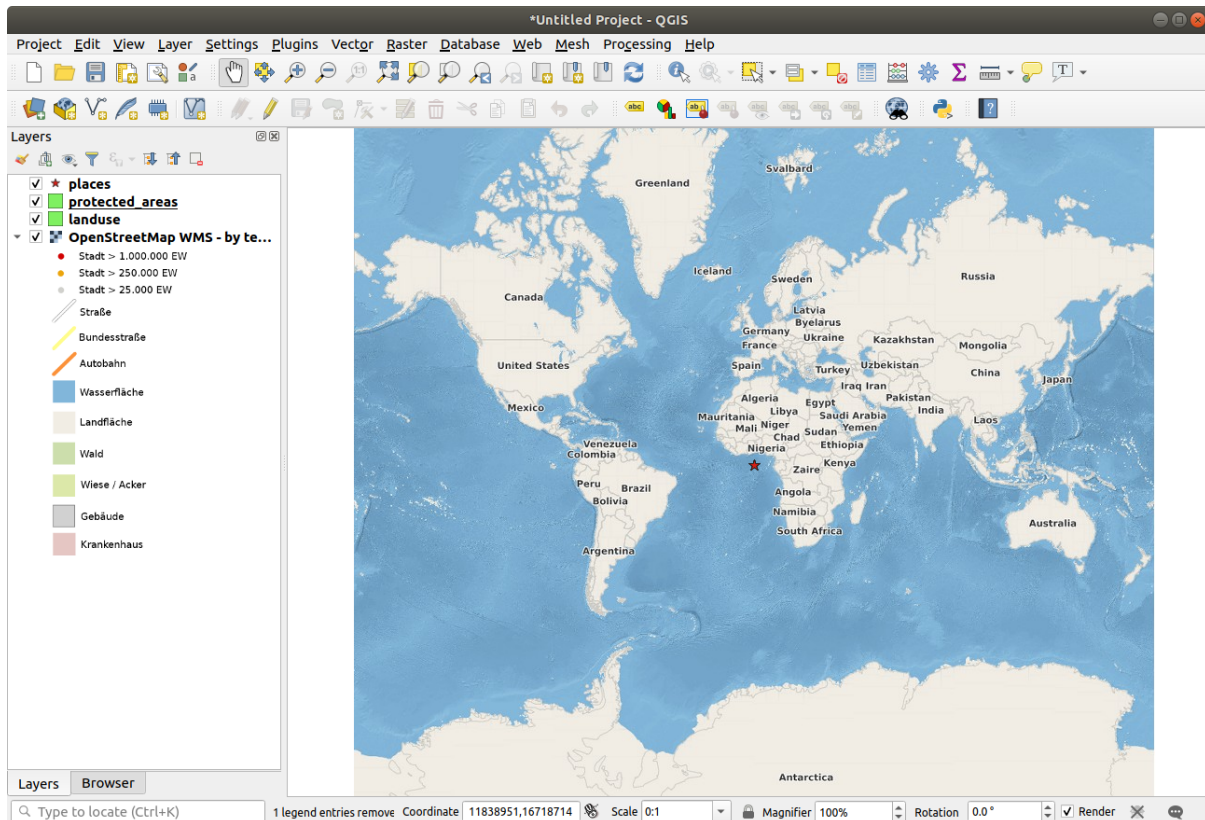 *Untitled Project - QGIS
Project Edit View Layer Settings Plugins Vector Raster Database Web Mesh Processing Help
Layers
places
protected_areas
landuse
OpenStreetMap WMS - by te...
Stadt > 1.000.000 EW
Stadt > 250.000 EW
Stadt > 25.000 EW
Straße
Bundesstraße
Autobahn
Wasserfläche
Landfläche
Wald
Wiese / Acker
Gebäude
Krankenhaus
Layers Browser
Svalbard
Greenland
Iceland
Sweden
Russia
Canada
Latvia
Byelarus
Germany
Ukraine
France
Kazakhstan
Mongolia
United States
Spain
Turkey
Uzbekistan
China
Japan
Iraq Iran
Mexico
Algeria
Egypt
Pakistan
Mauritania
Libya
Saudi Arabia
India
Mali
Niger
Chad
Sudan
Yemen
Laos
Venezuela
Nigeria
Ethiopia
Colombia
Zaire
Kenya
Peru
Brazil
Bolivia
Angola
Namibia
South Africa
Australia
Argentina
Antarctica
Type to locate (Ctrl+K)
1 legend entries remove Coordinate 11838951,16718714 Scale 0:1 Magnifier 100% Rotation 0.0 ° Render